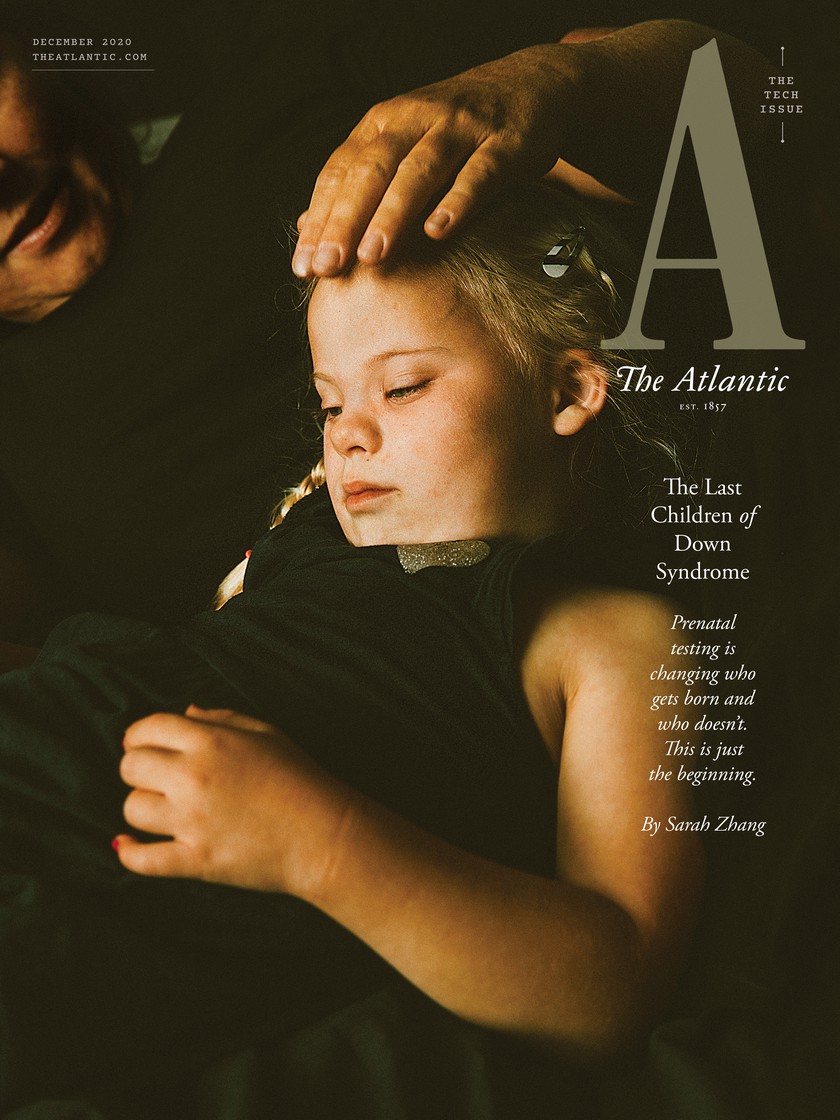 DECEMBER 2020
THEATLANTIC.COM
THE
TECH
ISSUE
A
The Atlantic
EST. 1857
The Last
Children of
Down
Syndrome
Prenatal
testing is
changing who
gets born and
who doesn't.
This is just
the beginning.
By Sarah Zhang